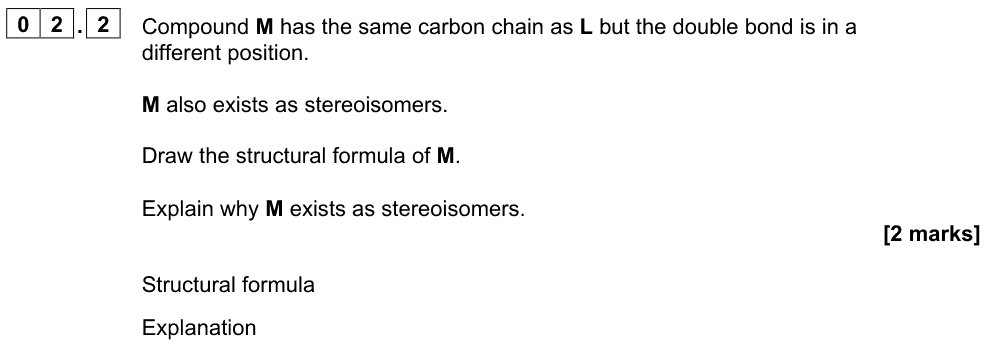 0 2 . 2 Compound M has the same carbon chain as L but the double bond is in a
different position.
M also exists as stereoisomers.
Draw the structural formula of M.
Explain why M exists as stereoisomers.
[2 marks]
Structural formula
Explanation